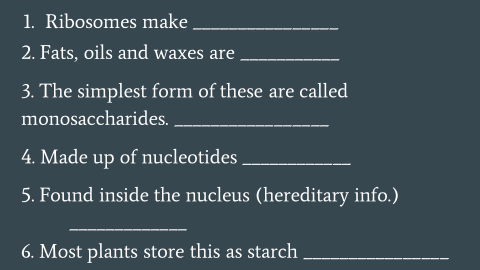 1. Ribosomes make ________________
2. Fats, oils and waxes are ___________
3. The simplest form of these are called
monosaccharides. _________________
4. Made up of nucleotides ____________
5. Found inside the nucleus (hereditary info.)
_____________
6. Most plants store this as starch ________________